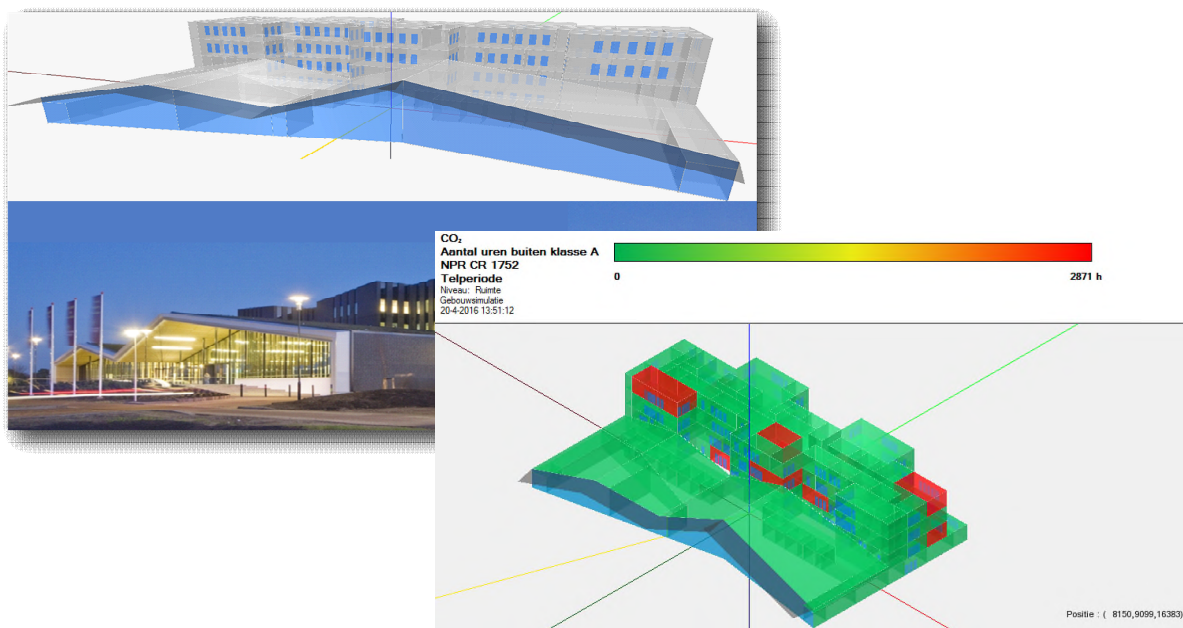 CO₂
Aantal uren buiten klasse A
NPR CR 1752
Telperiode
Niveau: Ruimte
Gebouwsimulatie
20-4-2016 13:51:12
0
2871 h
Positie : ( 8150,9099,16383)